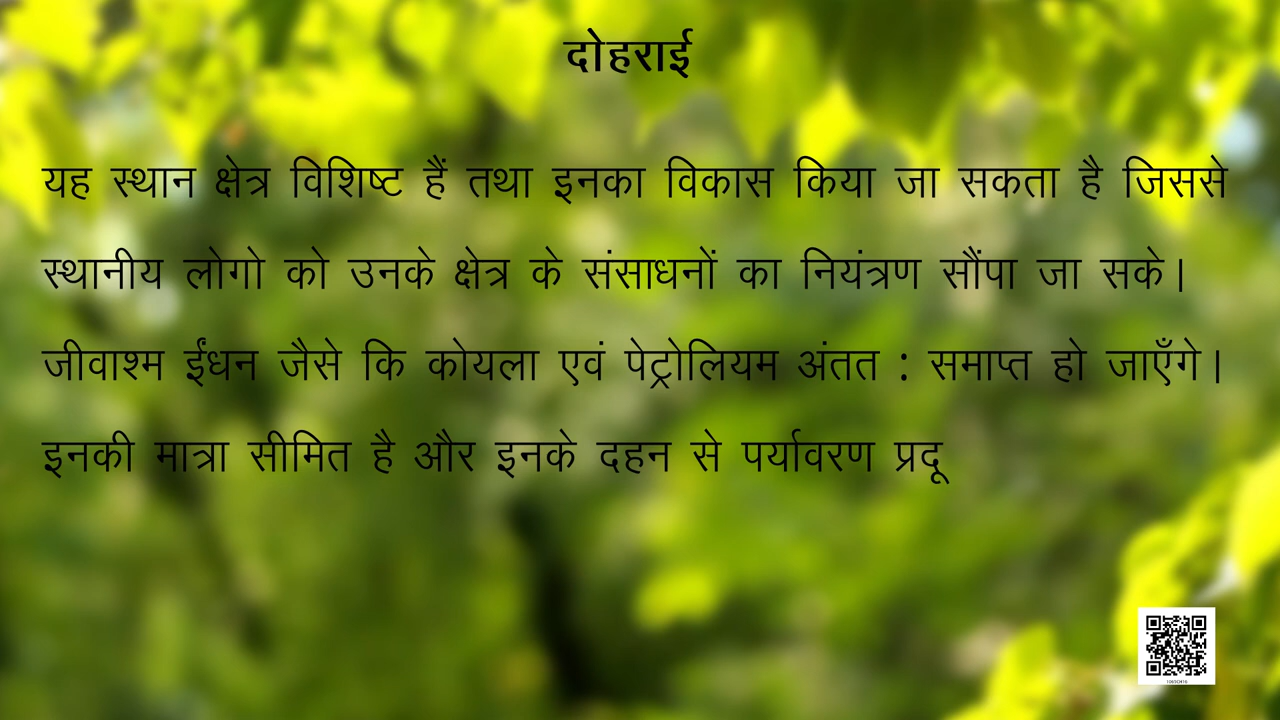 दोहराई
यह स्थान क्षेत्र विशिष्ट हैं तथा इनका विकास किया जा सकता है जिससे
स्थानीय लोगो को उनके क्षेत्र के संसाधनों का नियंत्रण सौंपा जा सके।
जीवाश्म ईंधन जैसे कि कोयला एवं पेट्रोलियम अंतत : समाप्त हो जाएँगे।
इनकी मात्रा सीमित है और इनके दहन से पर्यावरण प्रदू